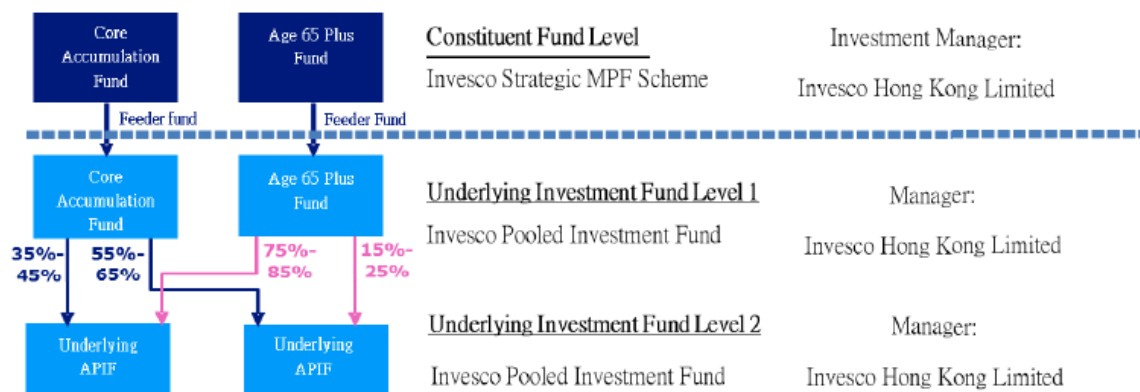 Core
Accumulation
Fund
Age 65 Plus
Fund
Constituent Fund Level
Invesco Strategic MPF Scheme
Investment Manager:
Invesco Hong Kong Limited
Feeder fund
Feeder Fund
Core
Accumulation
Fund
Age 65 Plus
Fund
Underlying Investment Fund Level 1
Invesco Pooled Investment Fund
Manager:
Invesco Hong Kong Limited
35%-
45%
55%-
65%
75%-
85%
15%-
25%
Underlying
APIF
Underlying
APIF
Underlying Investment Fund Level 2
Invesco Pooled Investment Fund
Manager:
Invesco Hong Kong Limited